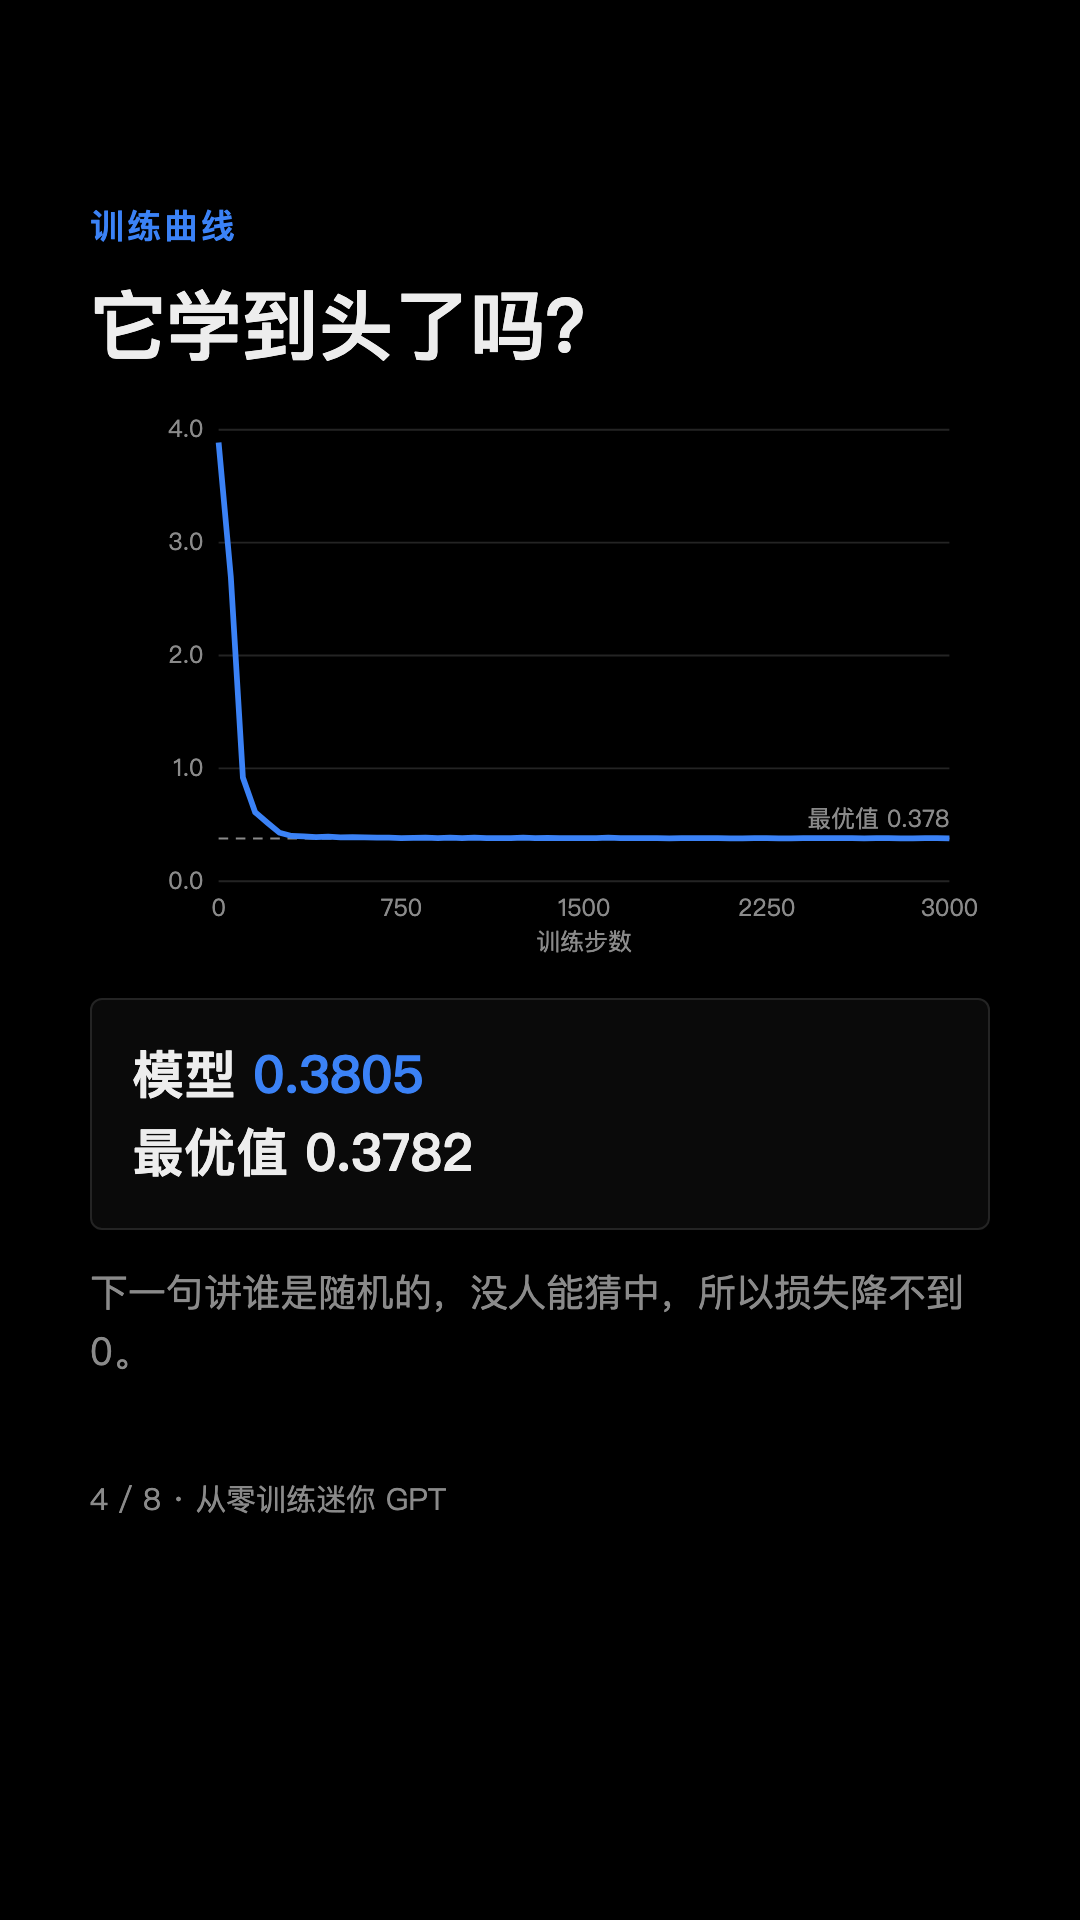 训练曲线
它学到头了吗?
4.0
3.0
2.0
1.0
最优值 0.378
0.0
0 750 1500 2250 3000
训练步数
模型 0.3805
最优值 0.3782
下一句讲谁是随机的，没人能猜中，所以损失降不到
0。
4 / 8 · 从零训练迷你 GPT